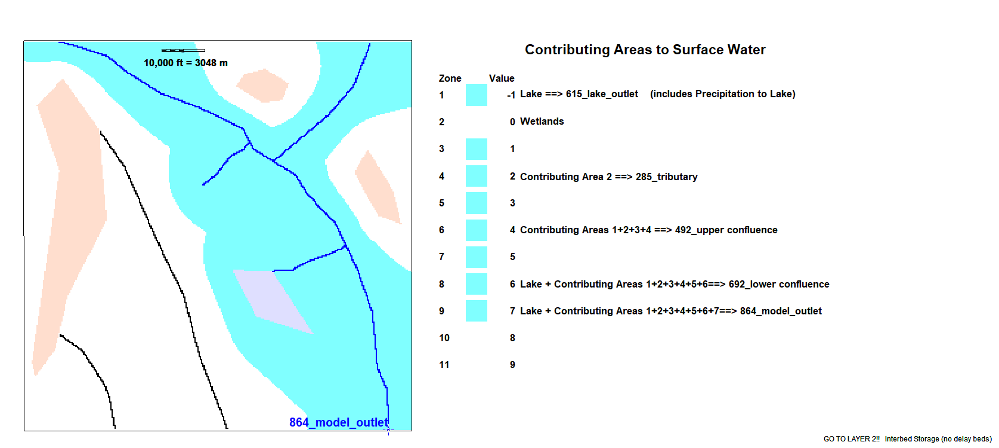 10,000 ft = 3048 m
864_model_outlet
Contributing Areas to Surface Water
Zone Value
1 -1 Lake ==> 615_lake_outlet (includes Precipitation to Lake)
2 0 Wetlands
3 1
4 2 Contributing Area 2 ==> 285_tributary
5 3
6 4 Contributing Areas 1+2+3+4 ==> 492_upper confluence
7 5
8 6 Lake + Contributing Areas 1+2+3+4+5+6==> 692_lower confluence
9 7 Lake + Contributing Areas 1+2+3+4+5+6+7==> 864_model_outlet
10 8
11 9
GO TO LAYER 2!! Interbed Storage (no delay beds)